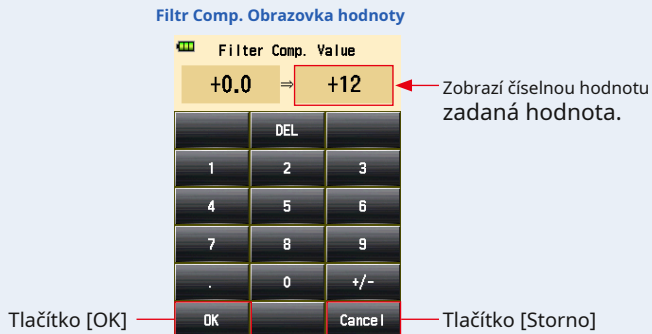 Filtr Comp. Obrazovka hodnoty
Filter Comp. Value
+0.0 ⇒ +12
Zobrazí číselnou hodnotu
zadaná hodnota.
DEL
1 2 3
4 5 6
7 8 9
. 0 +/-
Tlačítko [OK] OK Cancel Tlačítko [Storno]